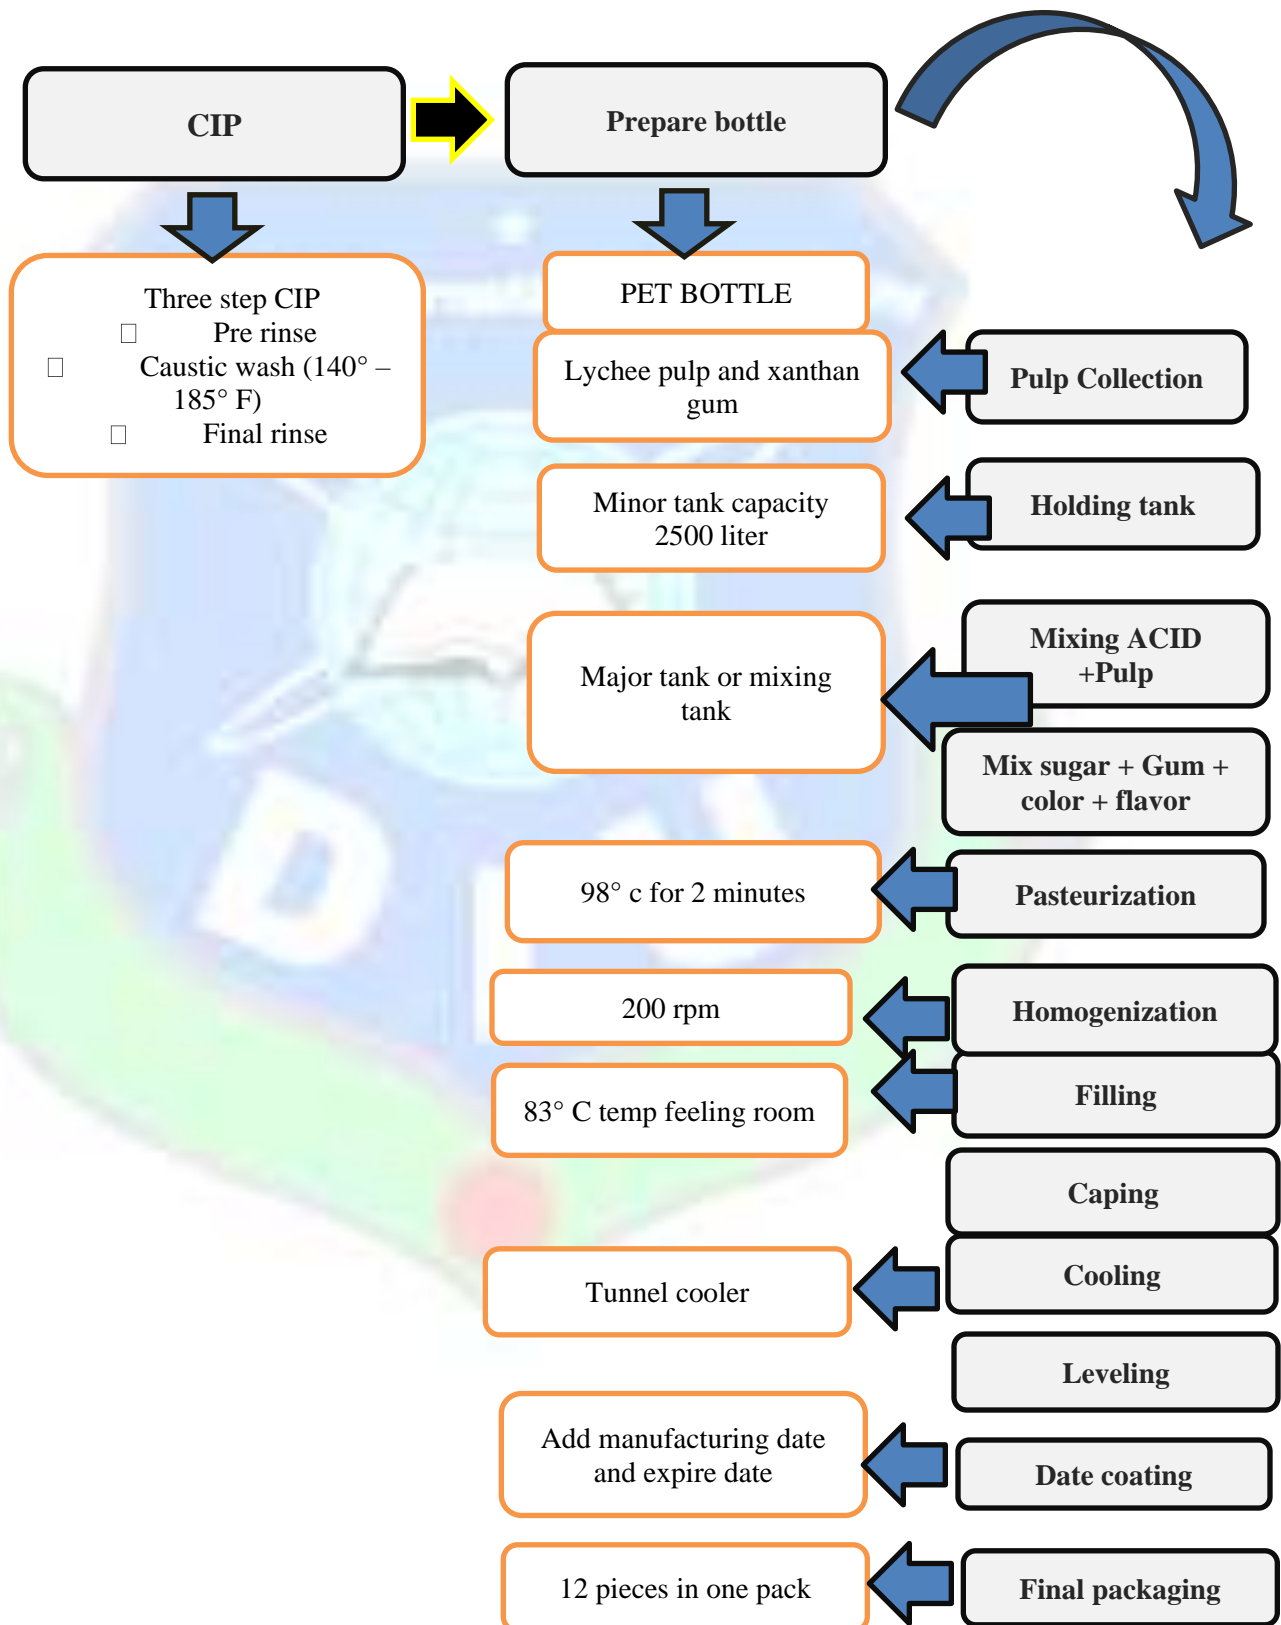 CIP
Prepare bottle
Three step CIP
Pre rinse
Caustic wash (140° –
185° F)
Final rinse
PET BOTTLE
Lychee pulp and xanthan
gum
Pulp Collection
Minor tank capacity
2500 liter
Holding tank
Major tank or mixing
tank
Mixing ACID
+Pulp
Mix sugar + Gum +
color + flavor
98° c for 2 minutes
Pasteurization
200 rpm
Homogenization
83° C temp feeling room
Filling
Caping
Tunnel cooler
Cooling
Leveling
Add manufacturing date
and expire date
Date coating
12 pieces in one pack
Final packaging
D I U